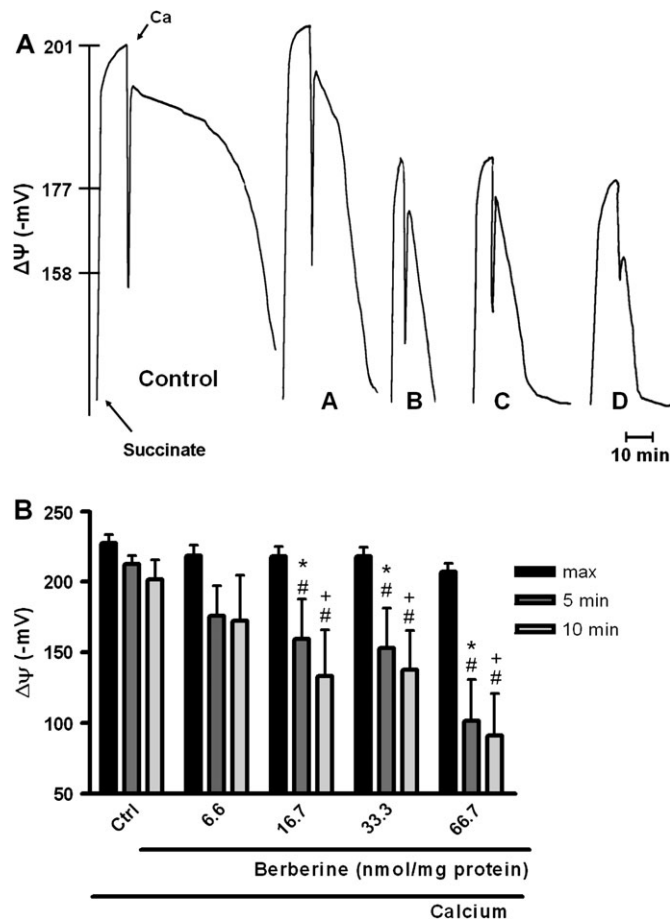 A
Ca
201
177
158
ΔΨ (-mV)
Control
Succinate
A
B
C
D
10 min
B
250
200
150
100
50
Δψ (-mV)
* 
#
+
#
*
#
+
#
*
#
+
#
max
5 min
10 min
Ctrl
6.6
16.7
33.3
66.7
Berberine (nmol/mg protein)
Calcium